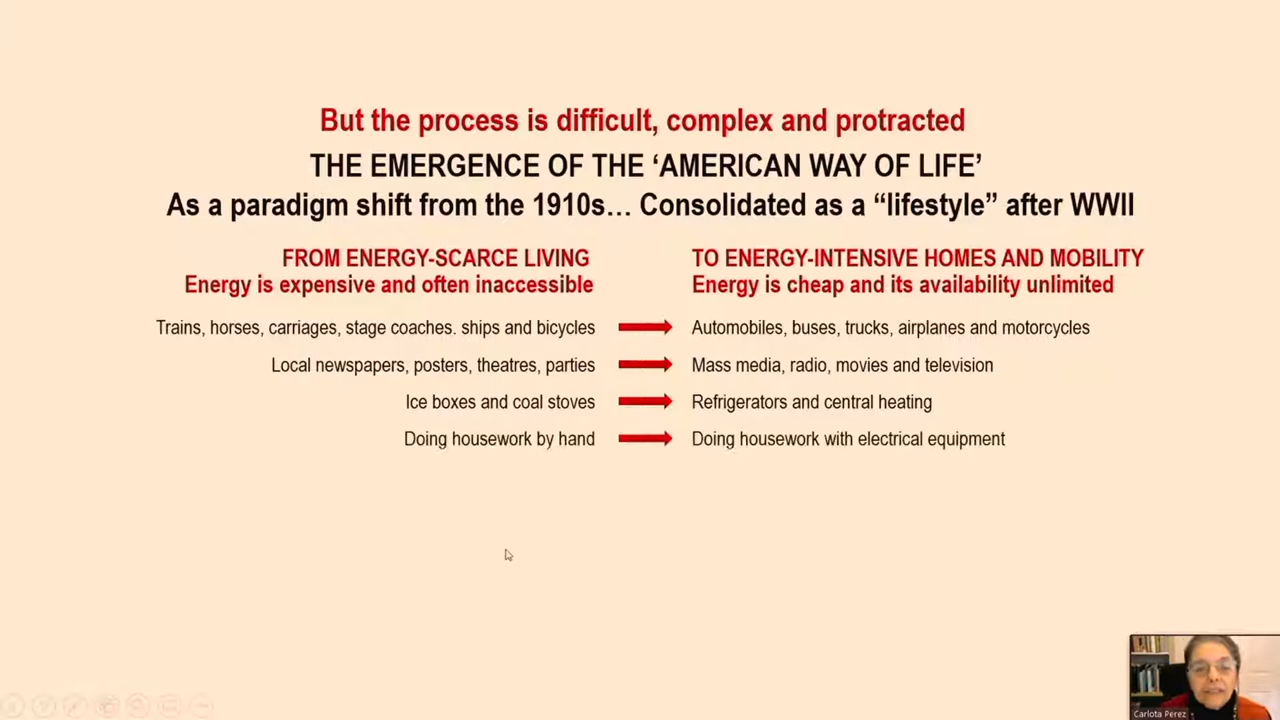 But the process is difficult, complex and protracted
THE EMERGENCE OF THE ‘AMERICAN WAY OF LIFE’
As a paradigm shift from the 1910s… Consolidated as a “lifestyle” after WWII
FROM ENERGY-SCARCE LIVING
Energy is expensive and often inaccessible
TO ENERGY-INTENSIVE HOMES AND MOBILITY
Energy is cheap and its availability unlimited
Trains, horses, carriages, stage coaches. ships and bicycles
Automobiles, buses, trucks, airplanes and motorcycles
Local newspapers, posters, theatres, parties
Mass media, radio, movies and television
Ice boxes and coal stoves
Refrigerators and central heating
Doing housework by hand
Doing housework with electrical equipment
Carlota Perez